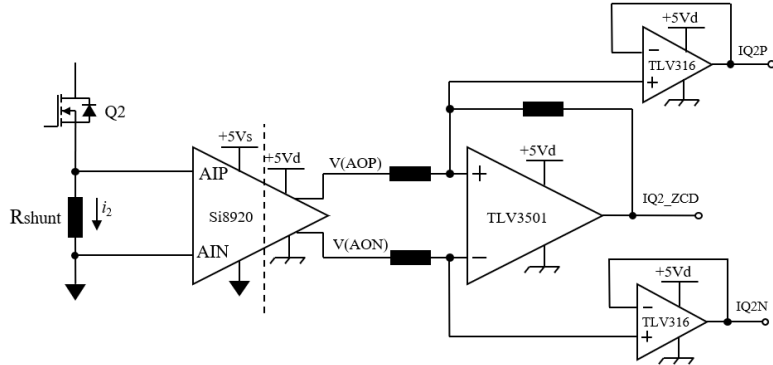 +5Vd
−
TLV316
+
IQ2P
Q2
+5Vs
+5Vd
V(AOP)
AIP
+
+5Vd
Rshunt
i2
Si8920
TLV3501
IQ2_ZCD
AIN
V(AON)
−
+5Vd
−
TLV316
+
IQ2N